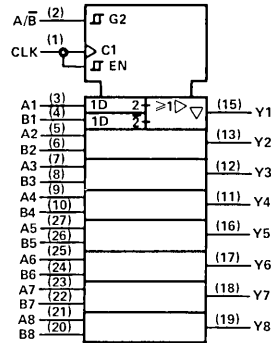 A/B̅ (2) G2
CLK (1) C1
EN
A1 (3) 1D 2 ≥1 ▷ ▽ (15) Y1
B1 (4) 1D 2̅
A2 (5) (13) Y2
B2 (6)
A3 (7) (12) Y3
B3 (8)
A4 (9) (11) Y4
B4 (10)
A5 (27) (16) Y5
B5 (26)
A6 (25) (17) Y6
B6 (24)
A7 (23) (18) Y7
B7 (22)
A8 (21) (19) Y8
B8 (20)